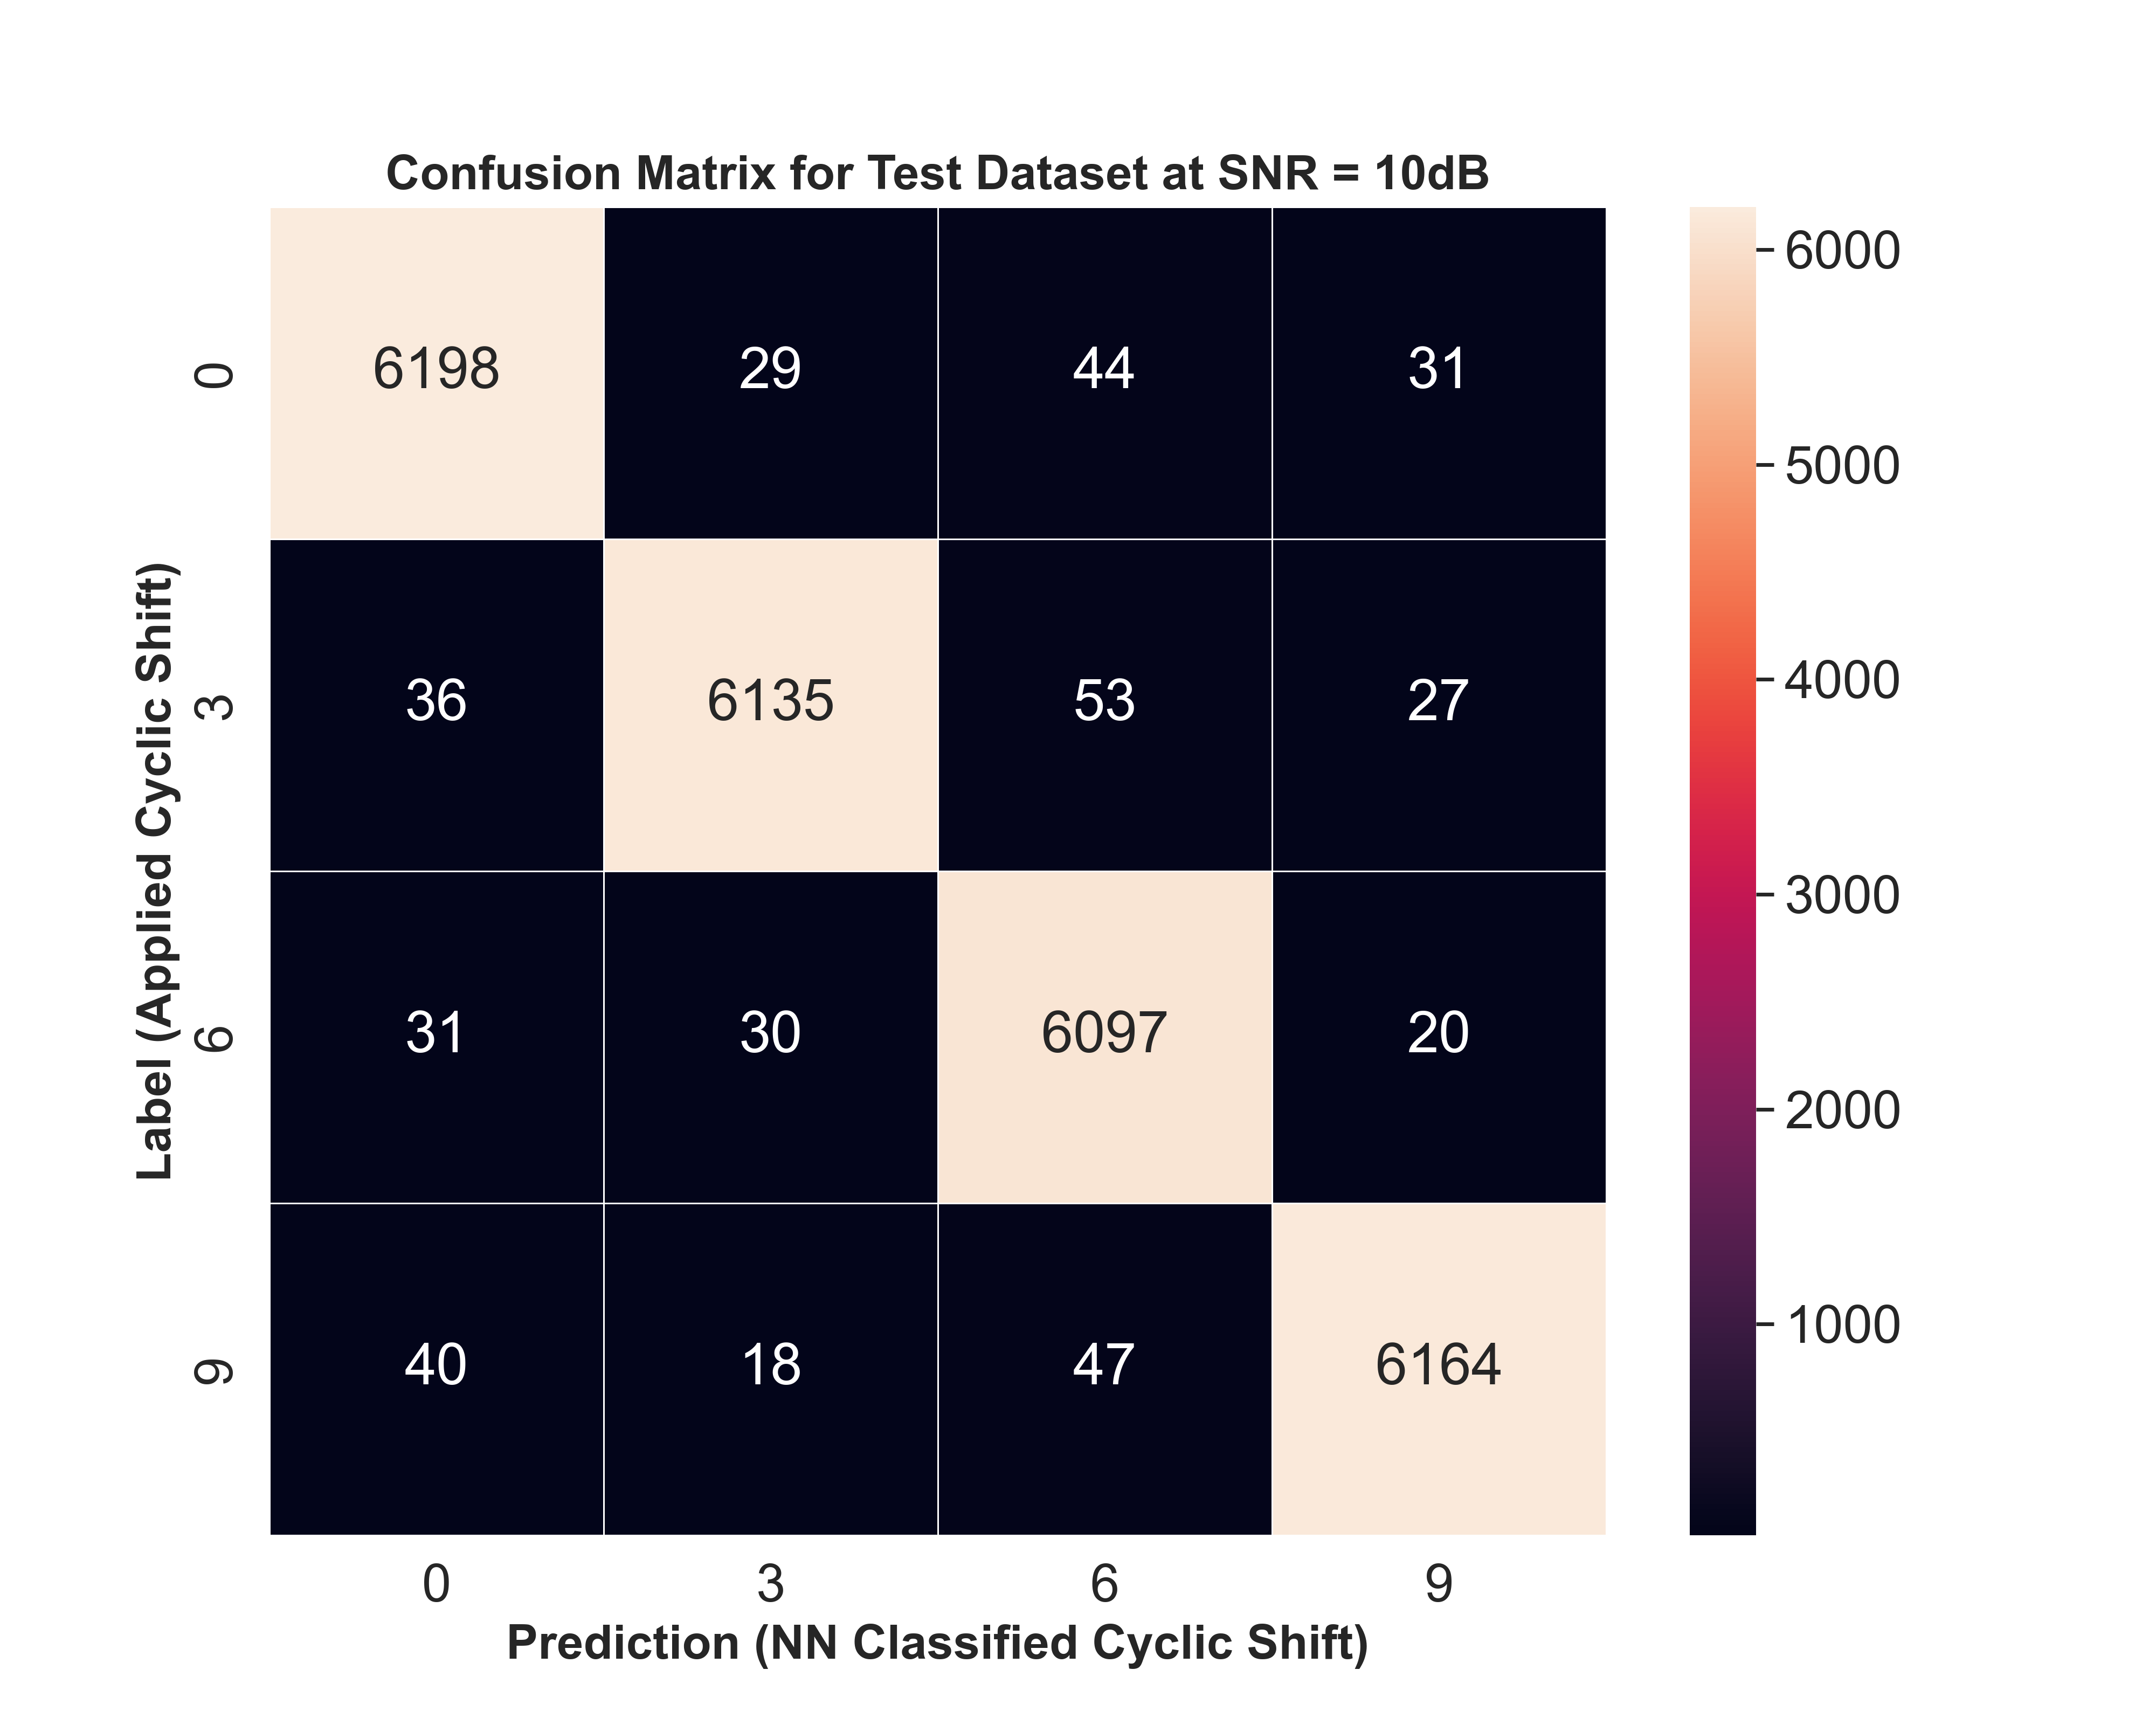 Confusion Matrix for Test Dataset at SNR = 10dB
Label (Applied Cyclic Shift)
0 6198 29 44 31
3 36 6135 53 27
6 31 30 6097 20
9 40 18 47 6164
0 3 6 9
Prediction (NN Classified Cyclic Shift)
6000
5000
4000
3000
2000
1000